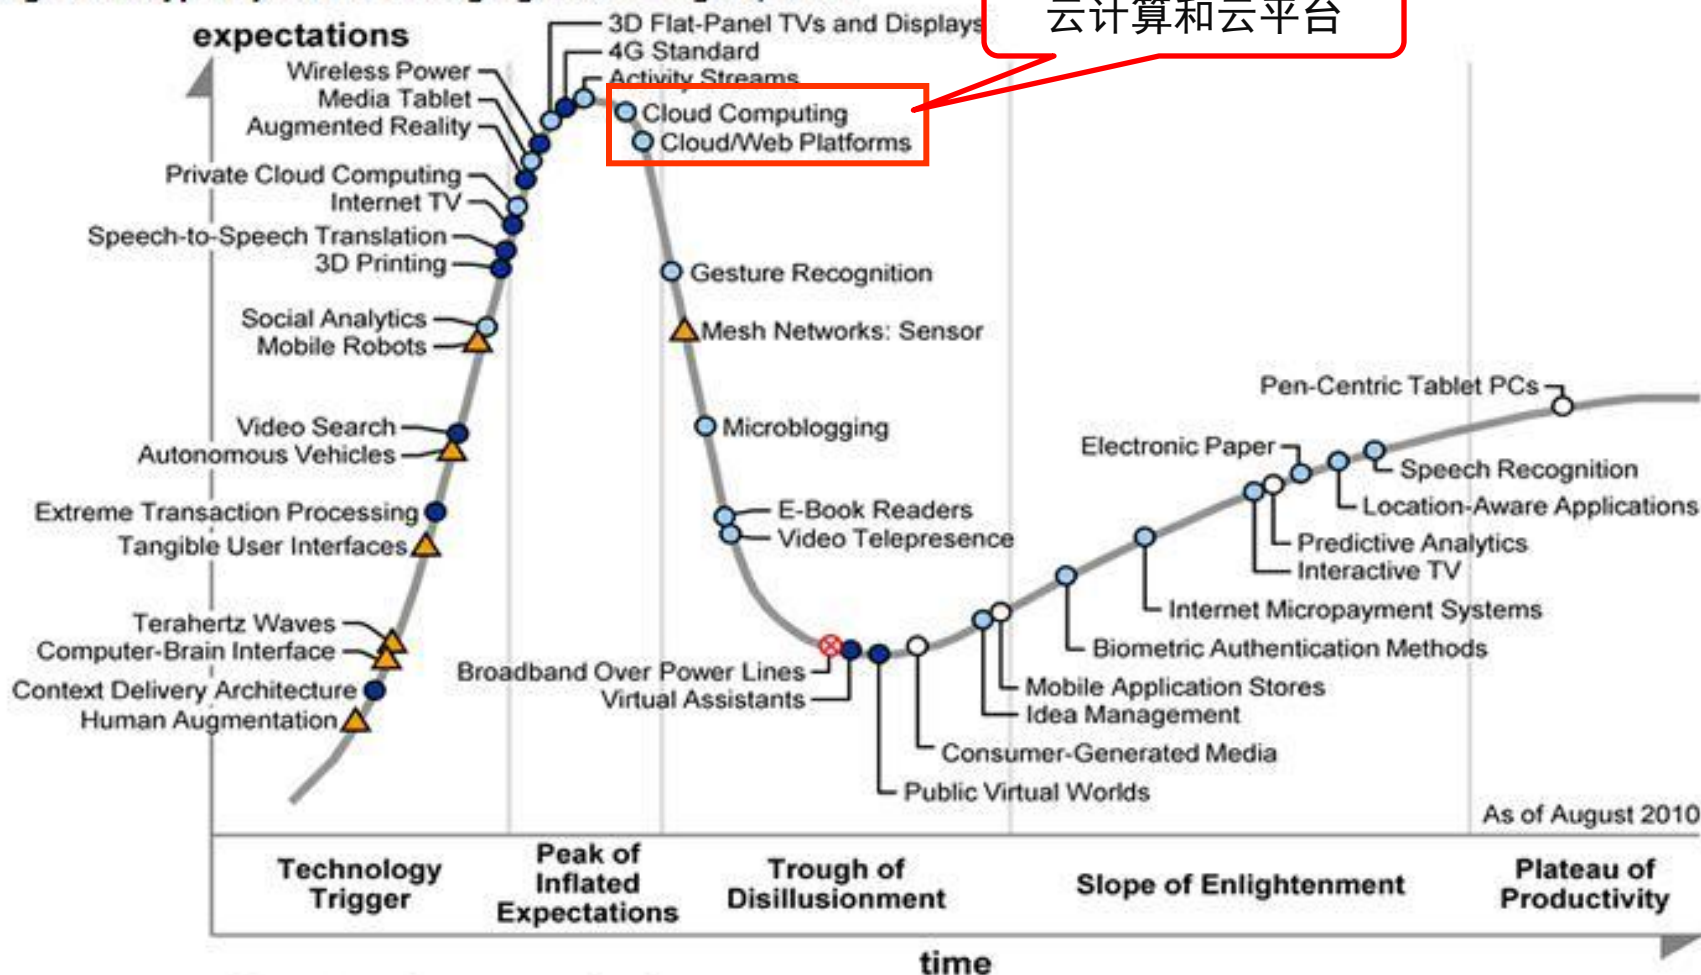 云计算和云平台
expectations
3D Flat-Panel TVs and Displays
4G Standard
Activity Streams
Wireless Power
Media Tablet
Augmented Reality
Cloud Computing
Cloud/Web Platforms
Private Cloud Computing
Internet TV
Speech-to-Speech Translation
3D Printing
Gesture Recognition
Social Analytics
Mobile Robots
Mesh Networks: Sensor
Pen-Centric Tablet PCs
Video Search
Autonomous Vehicles
Microblogging
Electronic Paper
Speech Recognition
Location-Aware Applications
Extreme Transaction Processing
Tangible User Interfaces
E-Book Readers
Video Telepresence
Predictive Analytics
Interactive TV
Internet Micropayment Systems
Biometric Authentication Methods
Terahertz Waves
Computer-Brain Interface
Context Delivery Architecture
Human Augmentation
Broadband Over Power Lines
Virtual Assistants
Mobile Application Stores
Idea Management
Consumer-Generated Media
Public Virtual Worlds
As of August 2010
Technology
Trigger
Peak of
Inflated
Expectations
Trough of
Disillusionment
Slope of Enlightenment
Plateau of
Productivity
time